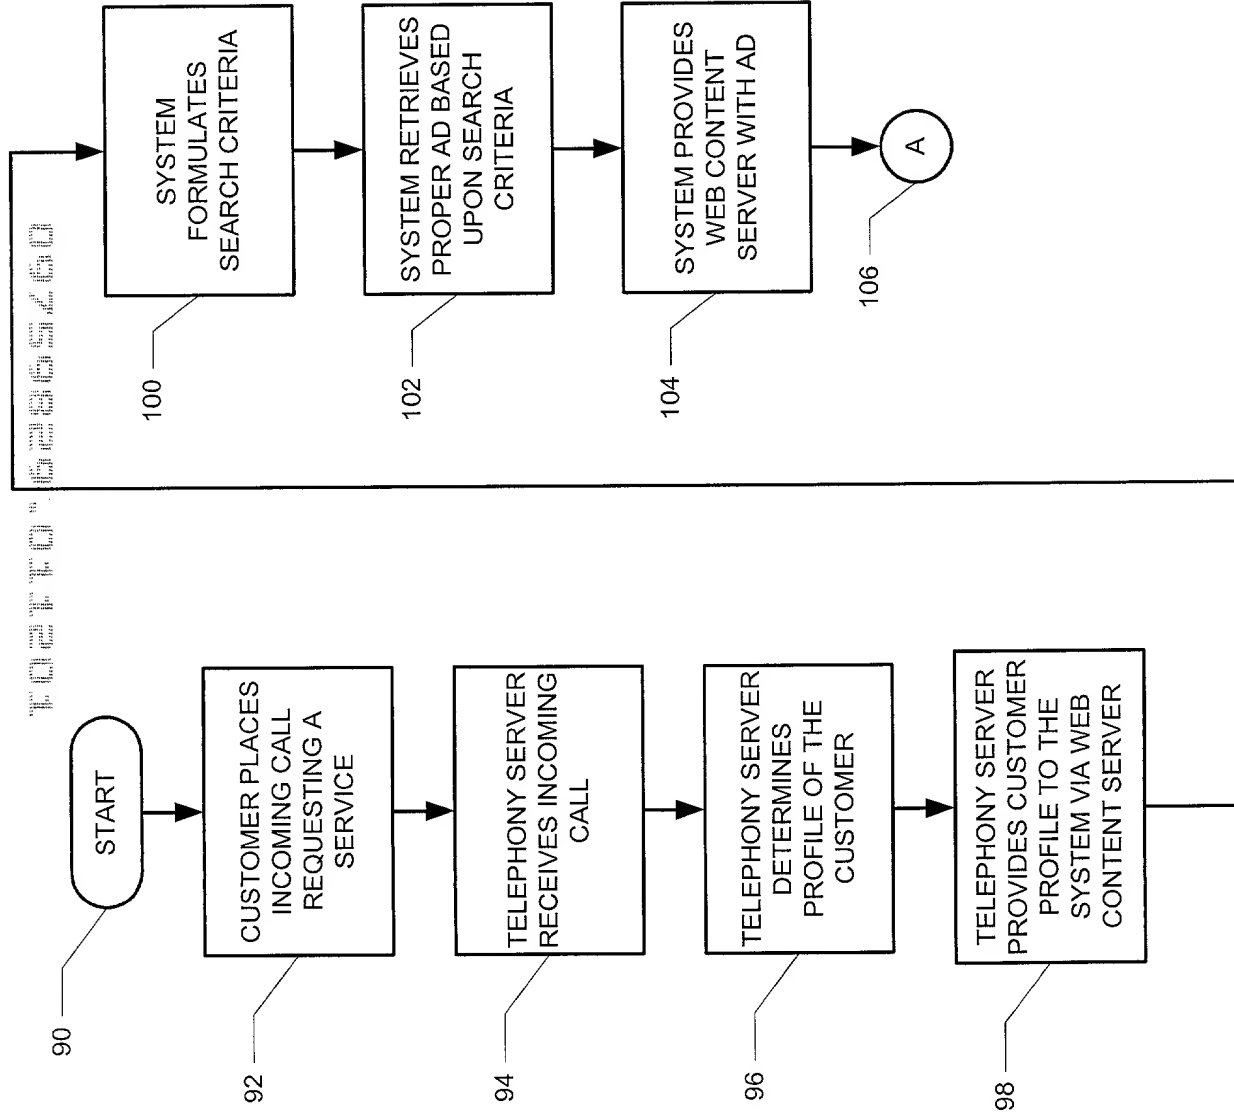 START
90
CUSTOMER PLACES
INCOMING CALL
REQUESTING A
SERVICE
92
TELEPHONY SERVER
RECEIVES INCOMING
CALL
94
TELEPHONY SERVER
DETERMINES
PROFILE OF THE
CUSTOMER
96
TELEPHONY SERVER
PROVIDES CUSTOMER
PROFILE TO THE
SYSTEM VIA WEB
CONTENT SERVER
98
SYSTEM
FORMULATES
SEARCH CRITERIA
100
SYSTEM RETRIEVES
PROPER AD BASED
UPON SEARCH
CRITERIA
102
SYSTEM PROVIDES
WEB CONTENT
SERVER WITH AD
104
A
106